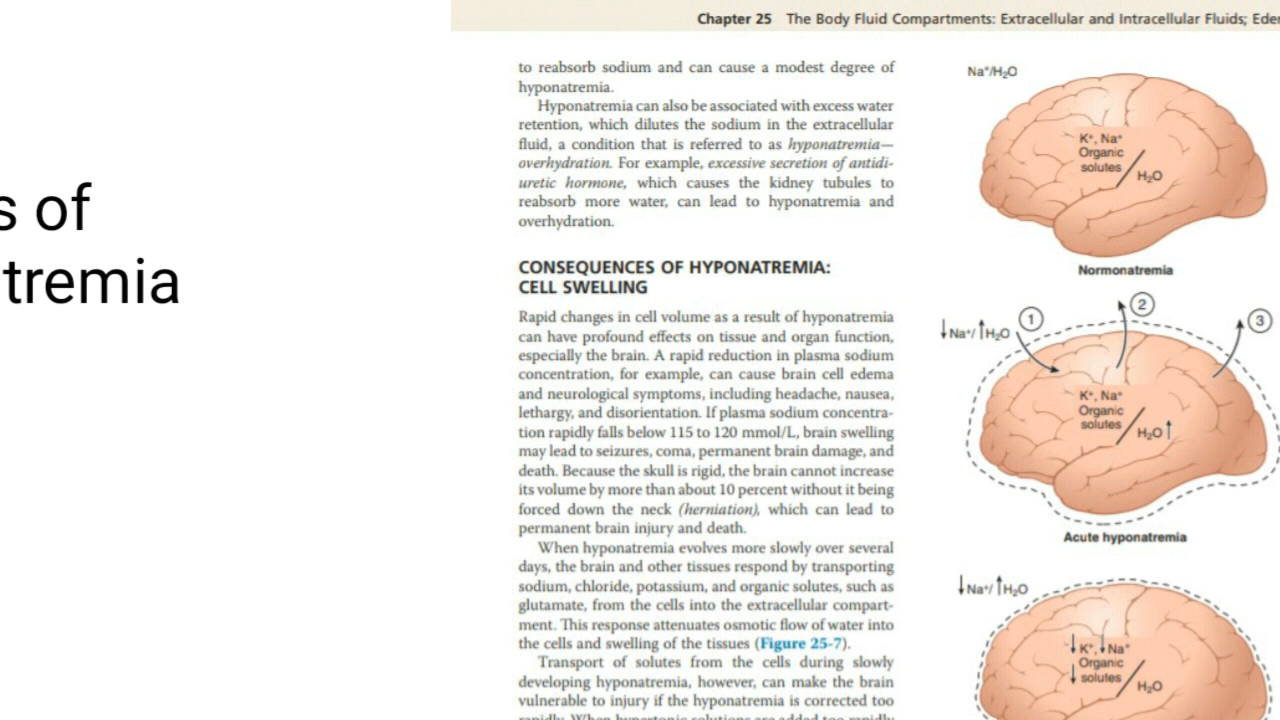 s of
tremia
Chapter 25 The Body Fluid Compartments: Extracellular and Intracellular Fluids; Eder
to reabsorb sodium and can cause a modest degree of
hyponatremia.
Hyponatremia can also be associated with excess water
retention, which dilutes the sodium in the extracellular
fluid, a condition that is referred to as hyponatremia—
overhydration. For example, excessive secretion of antidi-
uretic hormone, which causes the kidney tubules to
reabsorb more water, can lead to hyponatremia and
overhydration.
CONSEQUENCES OF HYPONATREMIA:
CELL SWELLING
Rapid changes in cell volume as a result of hyponatremia
can have profound effects on tissue and organ function,
especially the brain. A rapid reduction in plasma sodium
concentration, for example, can cause brain cell edema
and neurological symptoms, including headache, nausea,
lethargy, and disorientation. If plasma sodium concentra-
tion rapidly falls below 115 to 120 mmol/L, brain swelling
may lead to seizures, coma, permanent brain damage, and
death. Because the skull is rigid, the brain cannot increase
its volume by more than about 10 percent without it being
forced down the neck (herniation), which can lead to
permanent brain injury and death.
When hyponatremia evolves more slowly over several
days, the brain and other tissues respond by transporting
sodium, chloride, potassium, and organic solutes, such as
glutamate, from the cells into the extracellular compart-
ment. This response attenuates osmotic flow of water into
the cells and swelling of the tissues (Figure 25-7).
Transport of solutes from the cells during slowly
developing hyponatremia, however, can make the brain
vulnerable to injury if the hyponatremia is corrected too
rapidly. When hypertonic solutions are added too rapidly
Na⁺/H₂O
K⁺, Na⁺
Organic
solutes
H₂O
Normonatremia
1
2
3
↓Na⁺/↑H₂O
K⁺, Na⁺
Organic
solutes
H₂O↑
Acute hyponatremia
↓Na⁺/↑H₂O
↓K⁺,↓Na⁺
↓Organic
solutes
H₂O